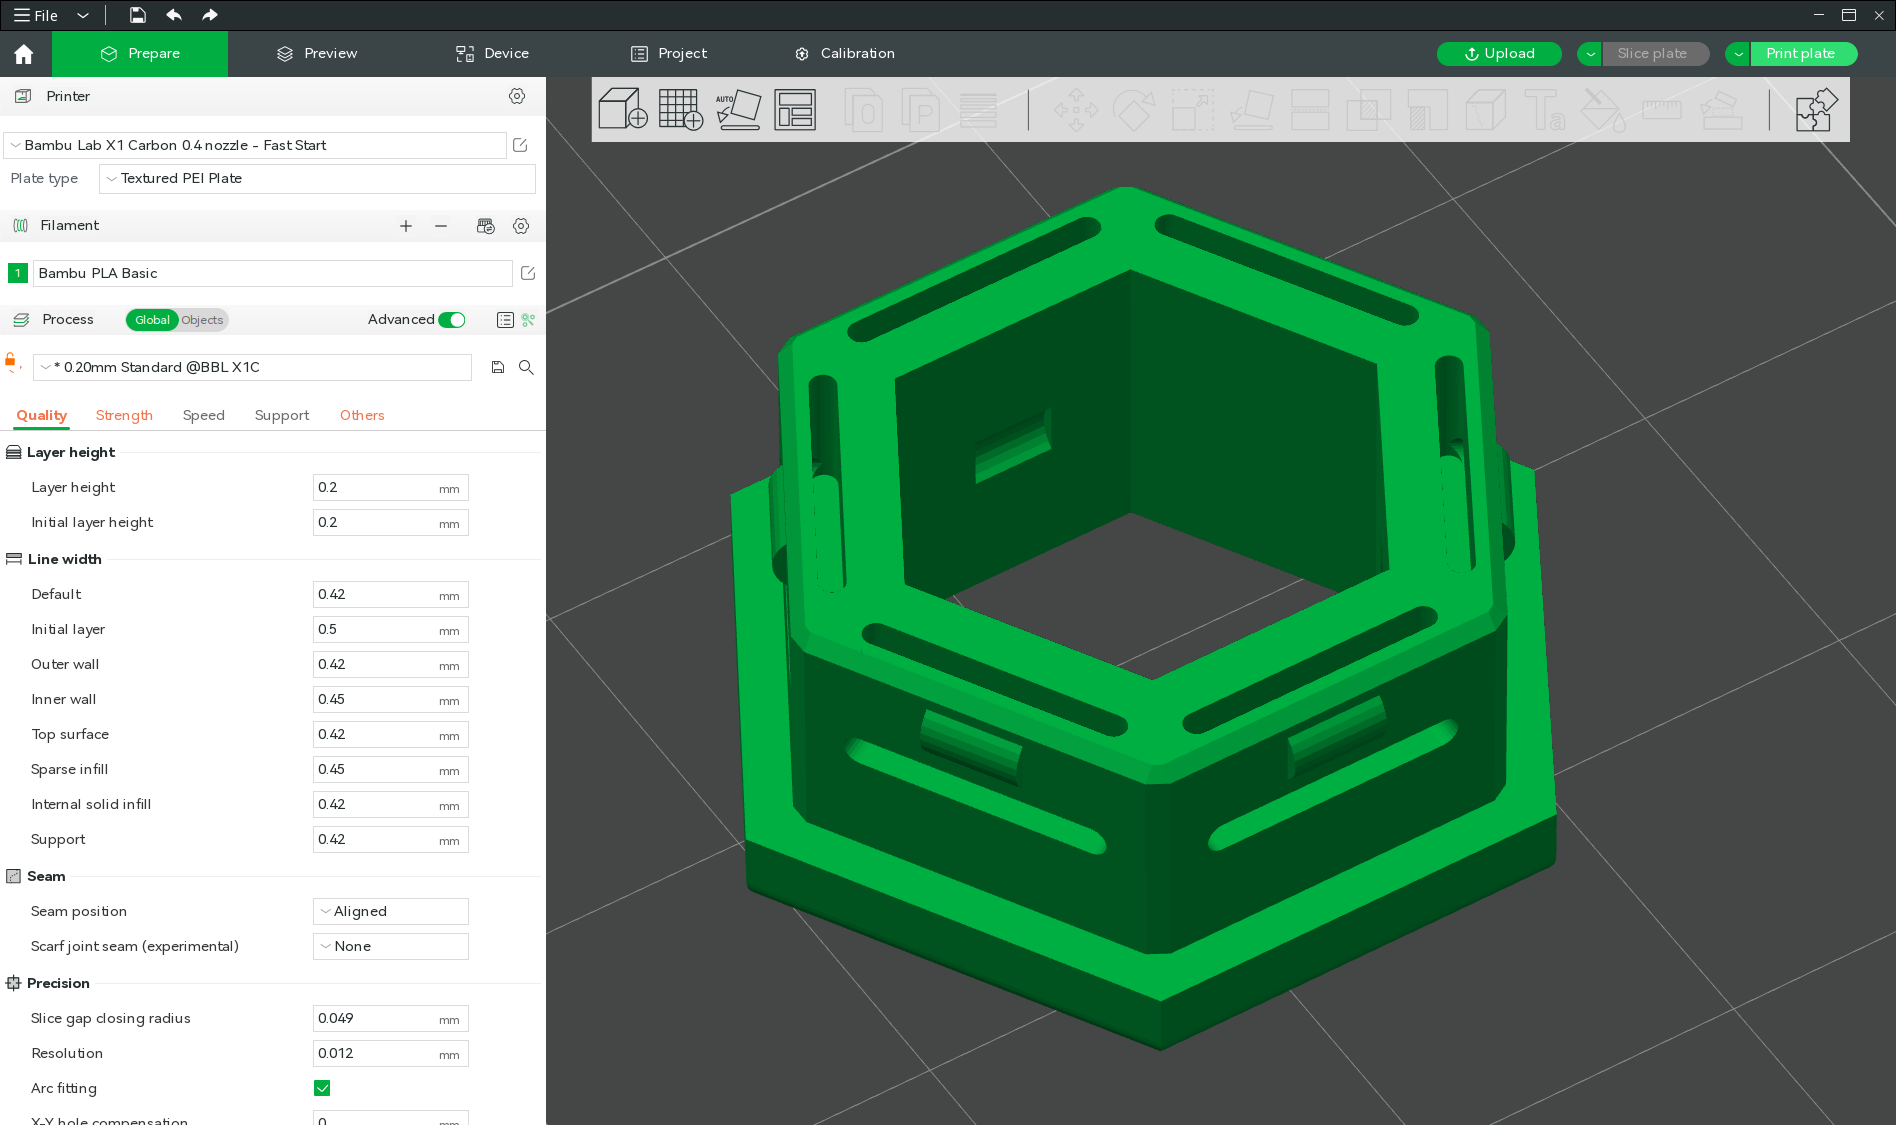 File
Prepare
Preview
Device
Project
Calibration
Upload
Slice plate
Print plate
Printer
Bambu Lab X1 Carbon 0.4 nozzle - Fast Start
Plate type
Textured PEI Plate
AUTO
Filament
1
Bambu PLA Basic
Process
Global
Objects
Advanced
* 0.20mm Standard @BBL X1C
Quality
Strength
Speed
Support
Others
Layer height
Layer height 0.2 mm
Initial layer height 0.2 mm
Line width
Default 0.42 mm
Initial layer 0.5 mm
Outer wall 0.42 mm
Inner wall 0.45 mm
Top surface 0.42 mm
Sparse infill 0.45 mm
Internal solid infill 0.42 mm
Support 0.42 mm
Seam
Seam position Aligned
Scarf joint seam (experimental) None
Precision
Slice gap closing radius 0.049 mm
Resolution 0.012 mm
Arc fitting
X-Y hole compensation 0 mm